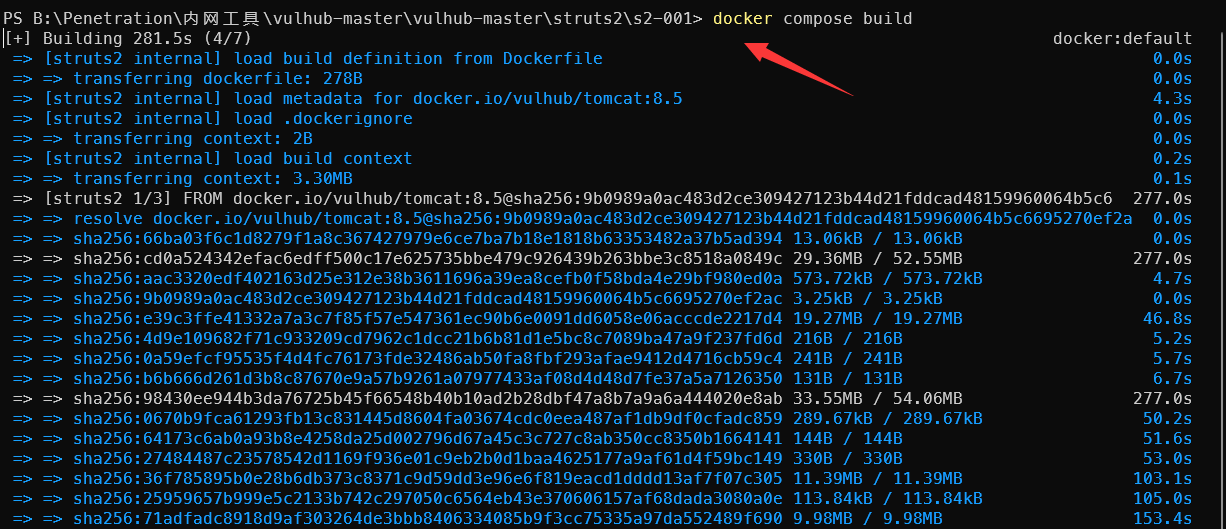 PS B:\Penetration\内网工具\vulhub-master\vulhub-master\struts2\s2-001> docker compose build
[+] Building 281.5s (4/7) docker:default
=> [struts2 internal] load build definition from Dockerfile 0.0s
=> => transferring dockerfile: 278B 0.0s
=> [struts2 internal] load metadata for docker.io/vulhub/tomcat:8.5 4.3s
=> [struts2 internal] load .dockerignore 0.0s
=> => transferring context: 2B 0.0s
=> [struts2 internal] load build context 0.2s
=> => transferring context: 3.30MB 0.1s
=> [struts2 1/3] FROM docker.io/vulhub/tomcat:8.5@sha256:9b0989a0ac483d2ce309427123b44d21fddcad48159960064b5c6 277.0s
=> => resolve docker.io/vulhub/tomcat:8.5@sha256:9b0989a0ac483d2ce309427123b44d21fddcad48159960064b5c6695270ef2a 0.0s
=> => sha256:66ba03f6c1d8279f1a8c367427979e6ce7ba7b18e1818b63353482a37b5ad394 13.06kB / 13.06kB 0.0s
=> => sha256:cd0a524342efac6edff500c17e625735bbe479c926439b263bbe3c8518a0849c 29.36MB / 52.55MB 277.0s
=> => sha256:aac3320edf402163d25e312e38b3611696a39ea8cefb0f58bda4e29bf980ed0a 573.72kB / 573.72kB 4.7s
=> => sha256:9b0989a0ac483d2ce309427123b44d21fddcad48159960064b5c6695270ef2ac 3.25kB / 3.25kB 0.0s
=> => sha256:e39c3ffe41332a7a3c7f85f57e547361ec90b6e0091dd6058e06acccde2217d4 19.27MB / 19.27MB 46.8s
=> => sha256:4d9e109682f71c933209cd7962c1dcc21b6b81d1e5bc8c7089ba47a9f237fd6d 216B / 216B 5.2s
=> => sha256:0a59efcf95535f4d4fc76173fde32486ab50fa8fbf293afae9412d4716cb59c4 241B / 241B 5.7s
=> => sha256:b6b666d261d3b8c87670e9a57b9261a07977433af08d4d48d7fe37a5a7126350 131B / 131B 6.7s
=> => sha256:98430ee944b3da76725b45f66548b40b10ad2b28dbf47a8b7a9a6a444020e8ab 33.55MB / 54.06MB 277.0s
=> => sha256:0670b9fca61293fb13c831445d8604fa03674cdc0eea487af1db9df0cfadc859 289.67kB / 289.67kB 50.2s
=> => sha256:64173c6ab0a93b8e4258da25d002796d67a45c3c727c8ab350cc8350b1664141 144B / 144B 51.6s
=> => sha256:27484487c23578542d1169f936e01c9eb2b0d1baa4625177a9af61d4f59bc149 330B / 330B 53.0s
=> => sha256:36f785895b0e28b6db373c8371c9d59dd3e96e6f819eacd1dddd13af7f07c305 11.39MB / 11.39MB 103.1s
=> => sha256:25959657b999e5c2133b742c297050c6564eb43e370606157af68dada3080a0e 113.84kB / 113.84kB 105.0s
=> => sha256:71adfadc8918d9af303264de3bbb8406334085b9f3cc75335a97da552489f690 9.98MB / 9.98MB 153.4s